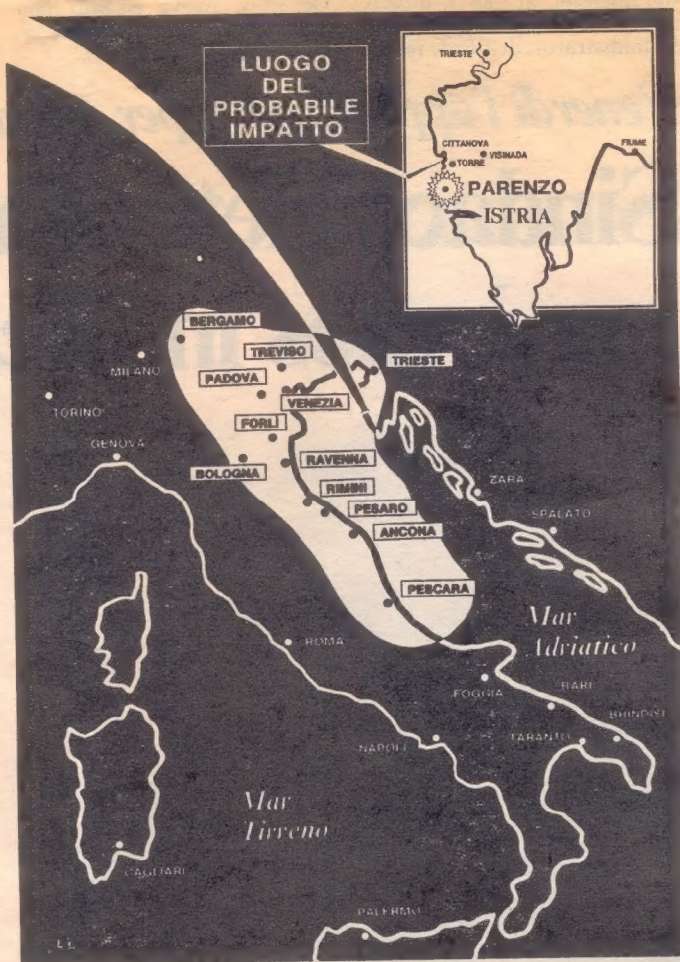 LUOGO
DEL
PROBABILE
IMPATTO
TRIESTE
CITTANOVA
VISINADA
TORRE
FIUME
PARENZO
ISTRIA
BERGAMO
MILANO
TREVISO
TRIESTE
PADOVA
TORINO
VENEZIA
FORLÌ
GENOVA
BOLOGNA
RAVENNA
ZARA
RIMINI
PESARO
SPALATO
ANCONA
PESCARA
Mar
Adriatico
ROMA
FOGGIA
BARI
BRINDISI
NAPOLI
TARANTO
Mar
Tirreno
CAGLIARI
PALERMO